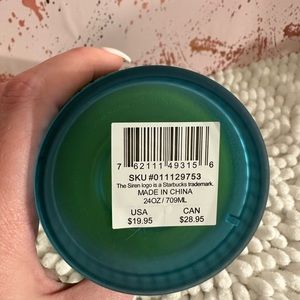 7 62111 49315 6
SKU #011129753
The Siren logo is a Starbucks trademark.
MADE IN CHINA
24OZ / 709ML
USA CAN
$19.95 $28.95